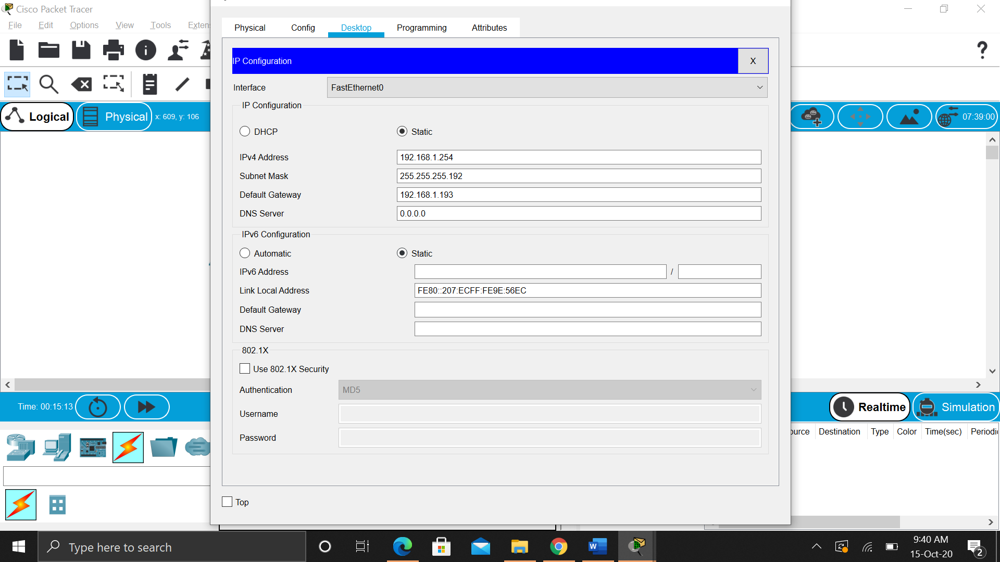 Cisco Packet Tracer
File Edit Options View Tools Exten
Physical Config Desktop Programming Attributes
IP Configuration X
Interface FastEthernet0
IP Configuration
Logical Physical x: 609, y: 106
07:39:00
DHCP Static
IPv4 Address 192.168.1.254
Subnet Mask 255.255.255.192
Default Gateway 192.168.1.193
DNS Server 0.0.0.0
IPv6 Configuration
Automatic Static
IPv6 Address /
Link Local Address FE80::207:ECFF:FE9E:56EC
Default Gateway
DNS Server
802.1X
Use 802.1X Security
Authentication MD5
Username
Password
Time: 00:15:13
Realtime Simulation
ource Destination Type Color Time(sec) Periodi
Top
Type here to search
9:40 AM
15-Oct-20
2